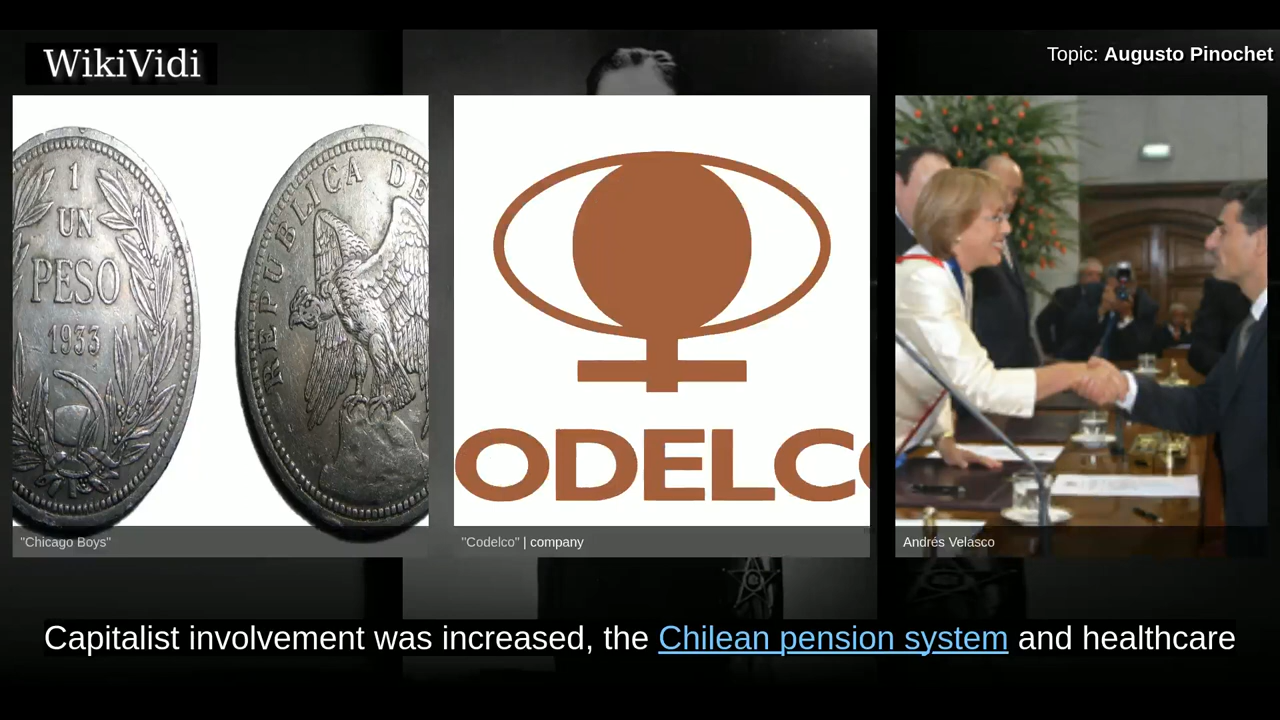 WikiVidi
Topic: Augusto Pinochet
1
UN
PESO
1933
REPUBLICA DE
ODELCO
"Chicago Boys"
"Codelco" | company
Andrés Velasco
Capitalist involvement was increased, the Chilean pension system and healthcare